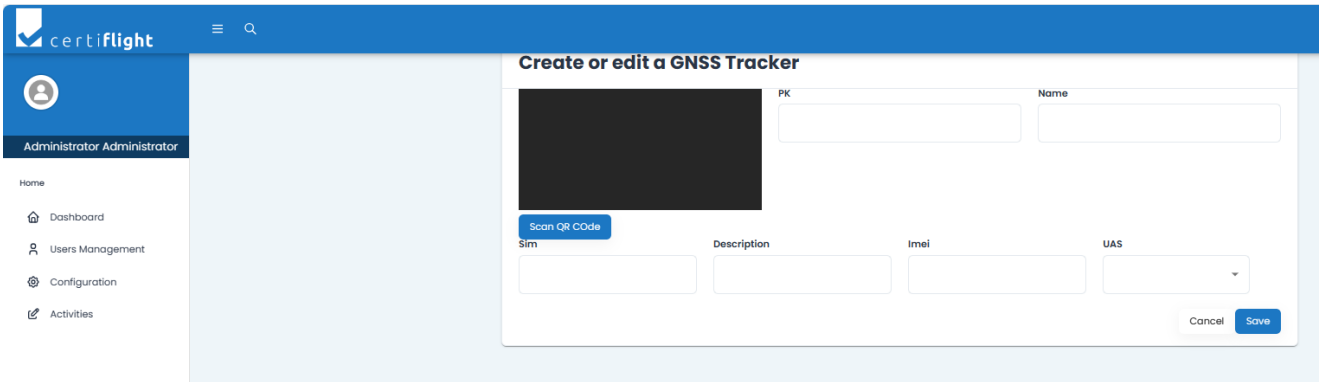 certiflight
Administrator Administrator
Home
Dashboard
Users Management
Configuration
Activities
Create or edit a GNSS Tracker
PK Name
Scan QR COde
Sim Description Imei UAS
Cancel Save